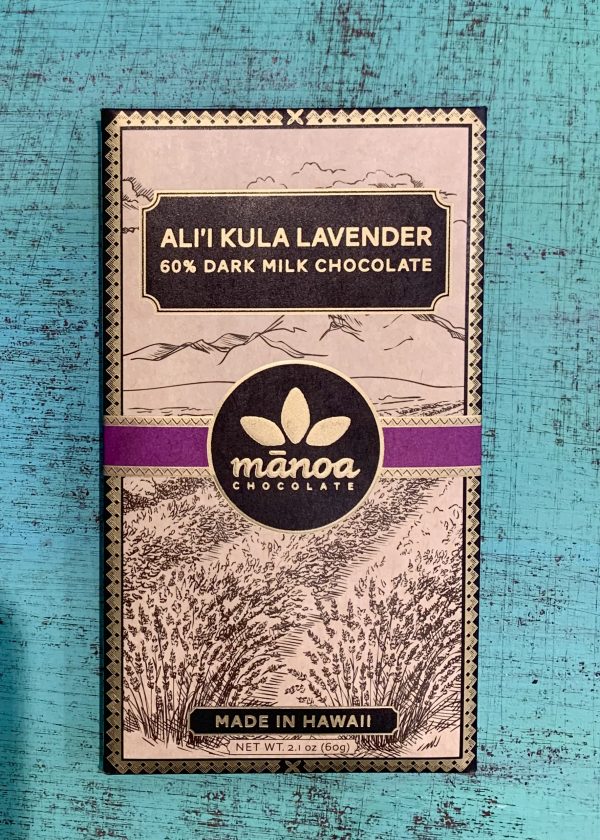 ALI'I KULA LAVENDER
60% DARK MILK CHOCOLATE
mānoa
CHOCOLATE
MADE IN HAWAII
NET WT. 2.1 oz (60g)